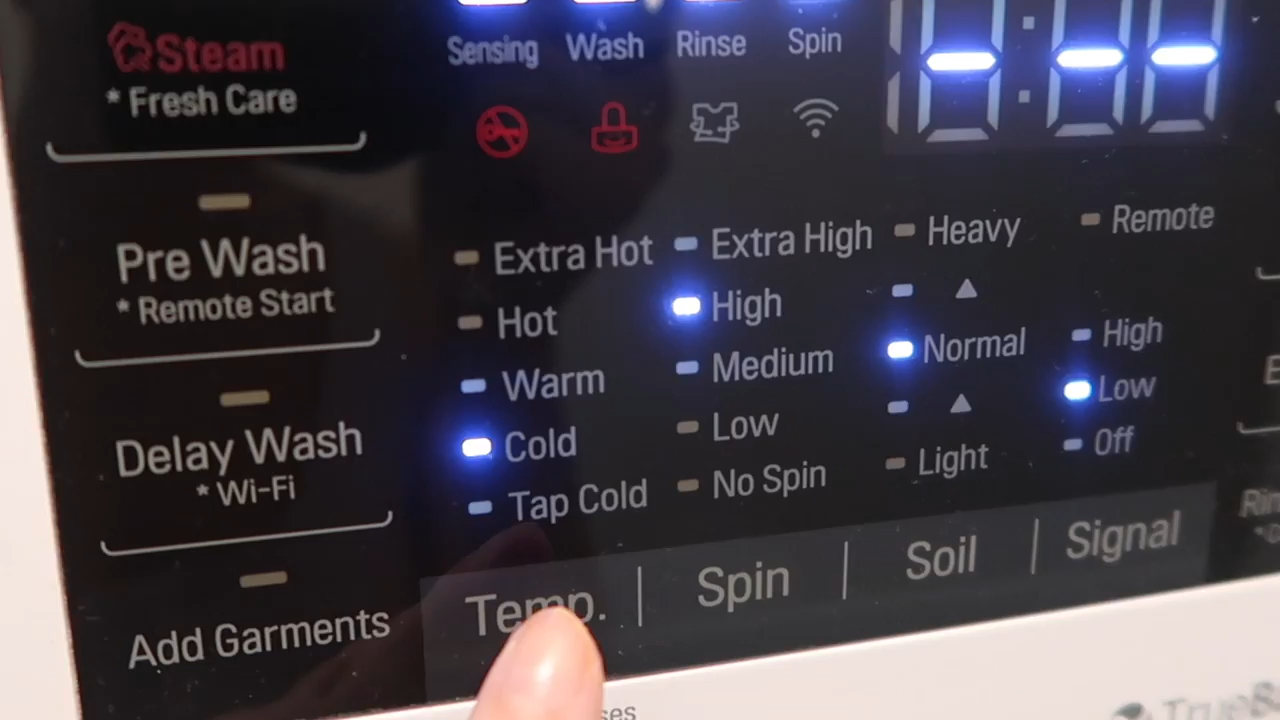 Steam
* Fresh Care
Pre Wash
* Remote Start
Delay Wash
* Wi-Fi
Add Garments
Sensing Wash Rinse Spin
Extra Hot
Hot
Warm
Cold
Tap Cold
Extra High
High
Medium
Low
No Spin
Heavy
Normal
Light
Remote
High
Low
Off
Temp. | Spin | Soil | Signal